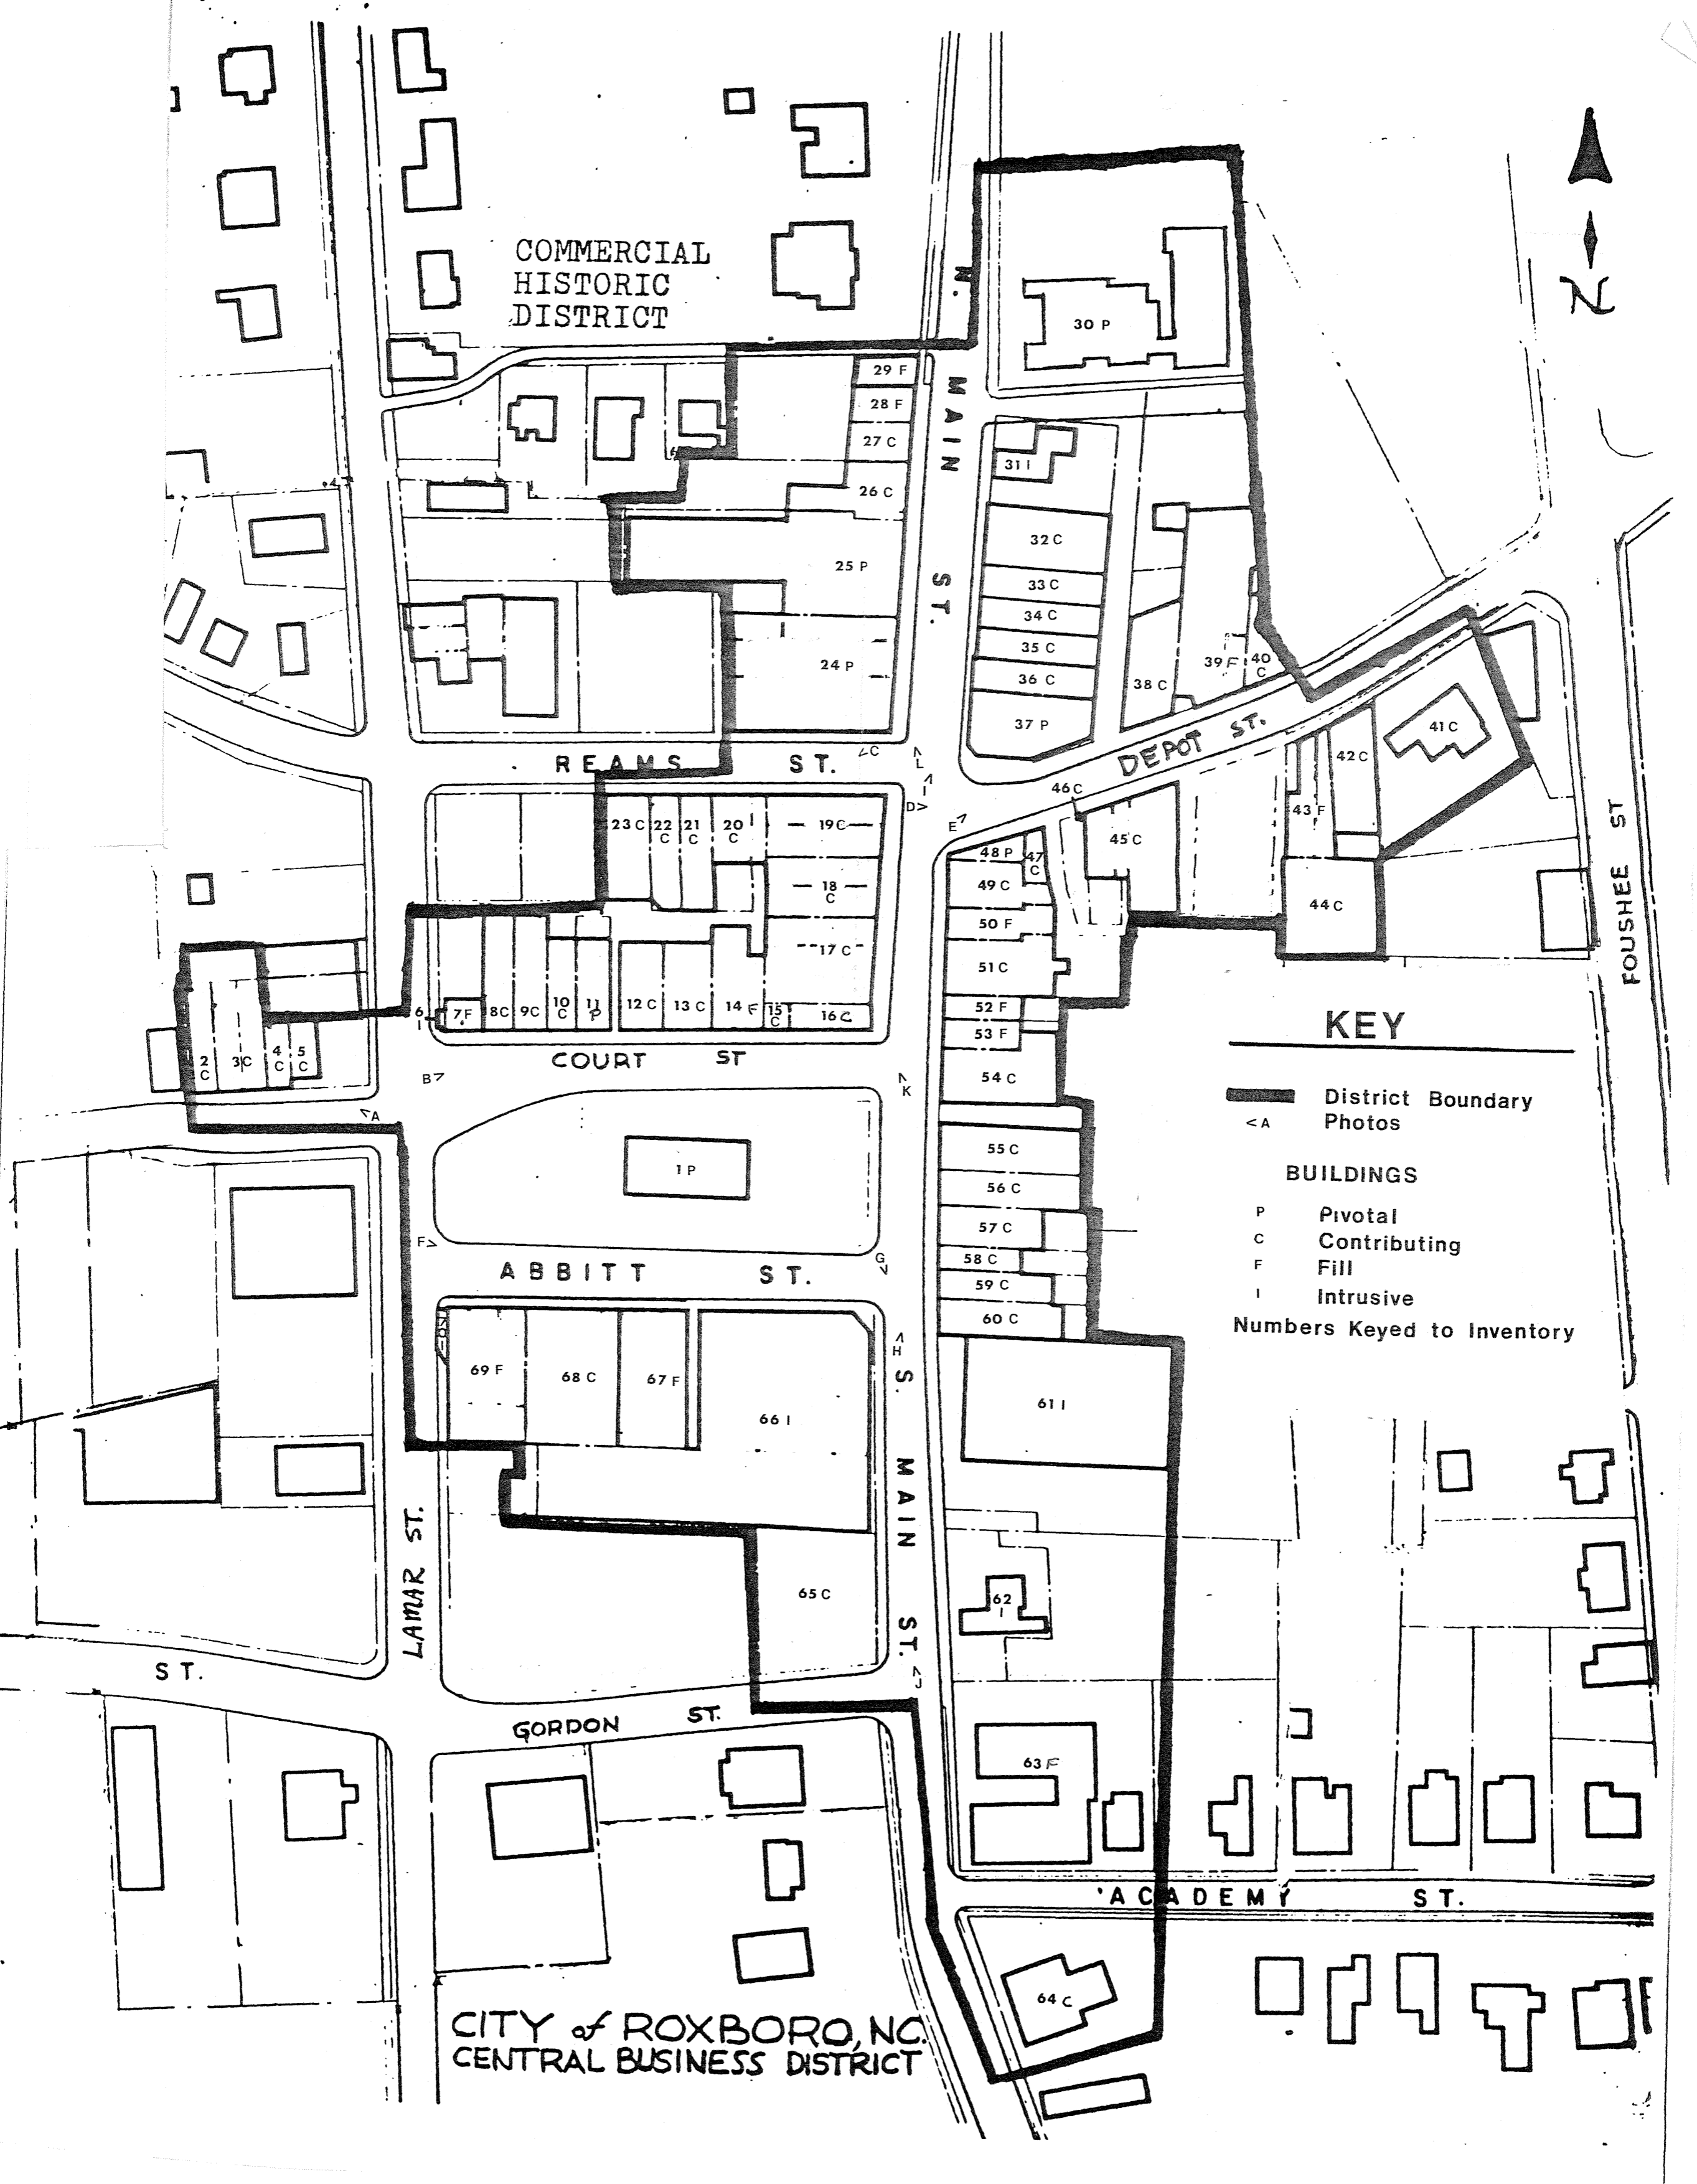 COMMERCIAL
HISTORIC
DISTRICT
N.
MAIN
ST.
30 P
29 F
28 F
27 C
26 C
25 P
24 P
31 I
32 C
33 C
34 C
35 C
36 C
37 P
38 C
39 F
40
C
41 C
42 C
43 F
44 C
45 C
46 C
DEPOT ST.
FOUSHEE ST
REAMS ST.
<C
<L
<I
D>
E>
23 C
22
C
21
C
20
C
19 C
18
C
17 C
16 C
15
C
14 F
13 C
12 C
11
P
10
C
9C
8C
7F
6
I
5
C
4
C
3C
2
C
COURT ST
B>
<A
<K
1 P
F>
G>
ABBITT ST.
48 P
47
C
49 C
50 F
51 C
52 F
53 F
54 C
55 C
56 C
57 C
58 C
59 C
60 C
61 I
62
I
63 F
64 C
65 C
66 I
67 F
68 C
69 F
<H
S.
MAIN
ST.
<J
LAMAR ST.
ST.
GORDON ST.
ACADEMY ST.
KEY
District Boundary
<A Photos
BUILDINGS
P Pivotal
C Contributing
F Fill
I Intrusive
Numbers Keyed to Inventory
CITY of ROXBORO, NC.
CENTRAL BUSINESS DISTRICT